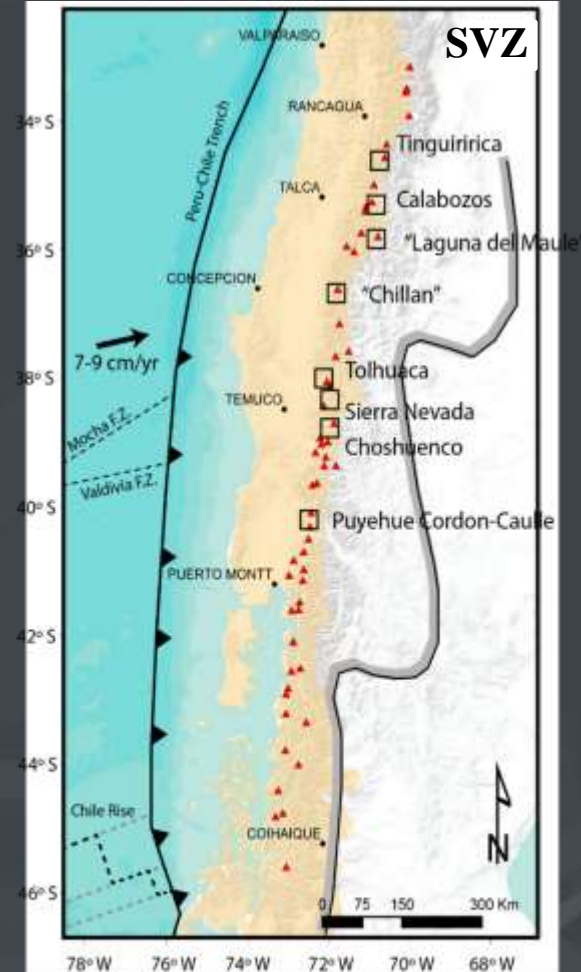 SVZ
VALPARAISO
34° S
RANCAGUA
Peru-Chile Trench
Tinguiririca
TALCA
Calabozos
36° S
"Laguna del Maule"
CONCEPCION
"Chillan"
7-9 cm/yr
38° S
Tolhuaca
TEMUCO
Sierra Nevada
Mocha F.Z.
Choshuenco
Valdivia F.Z.
40° S
Puyehue Cordon-Caulle
PUERTO MONTT
42° S
44° S
Chile Rise
COIHAIQUE
N
46° S
0 75 150 300 Km
78° W 76° W 74° W 72° W 70° W 68° W